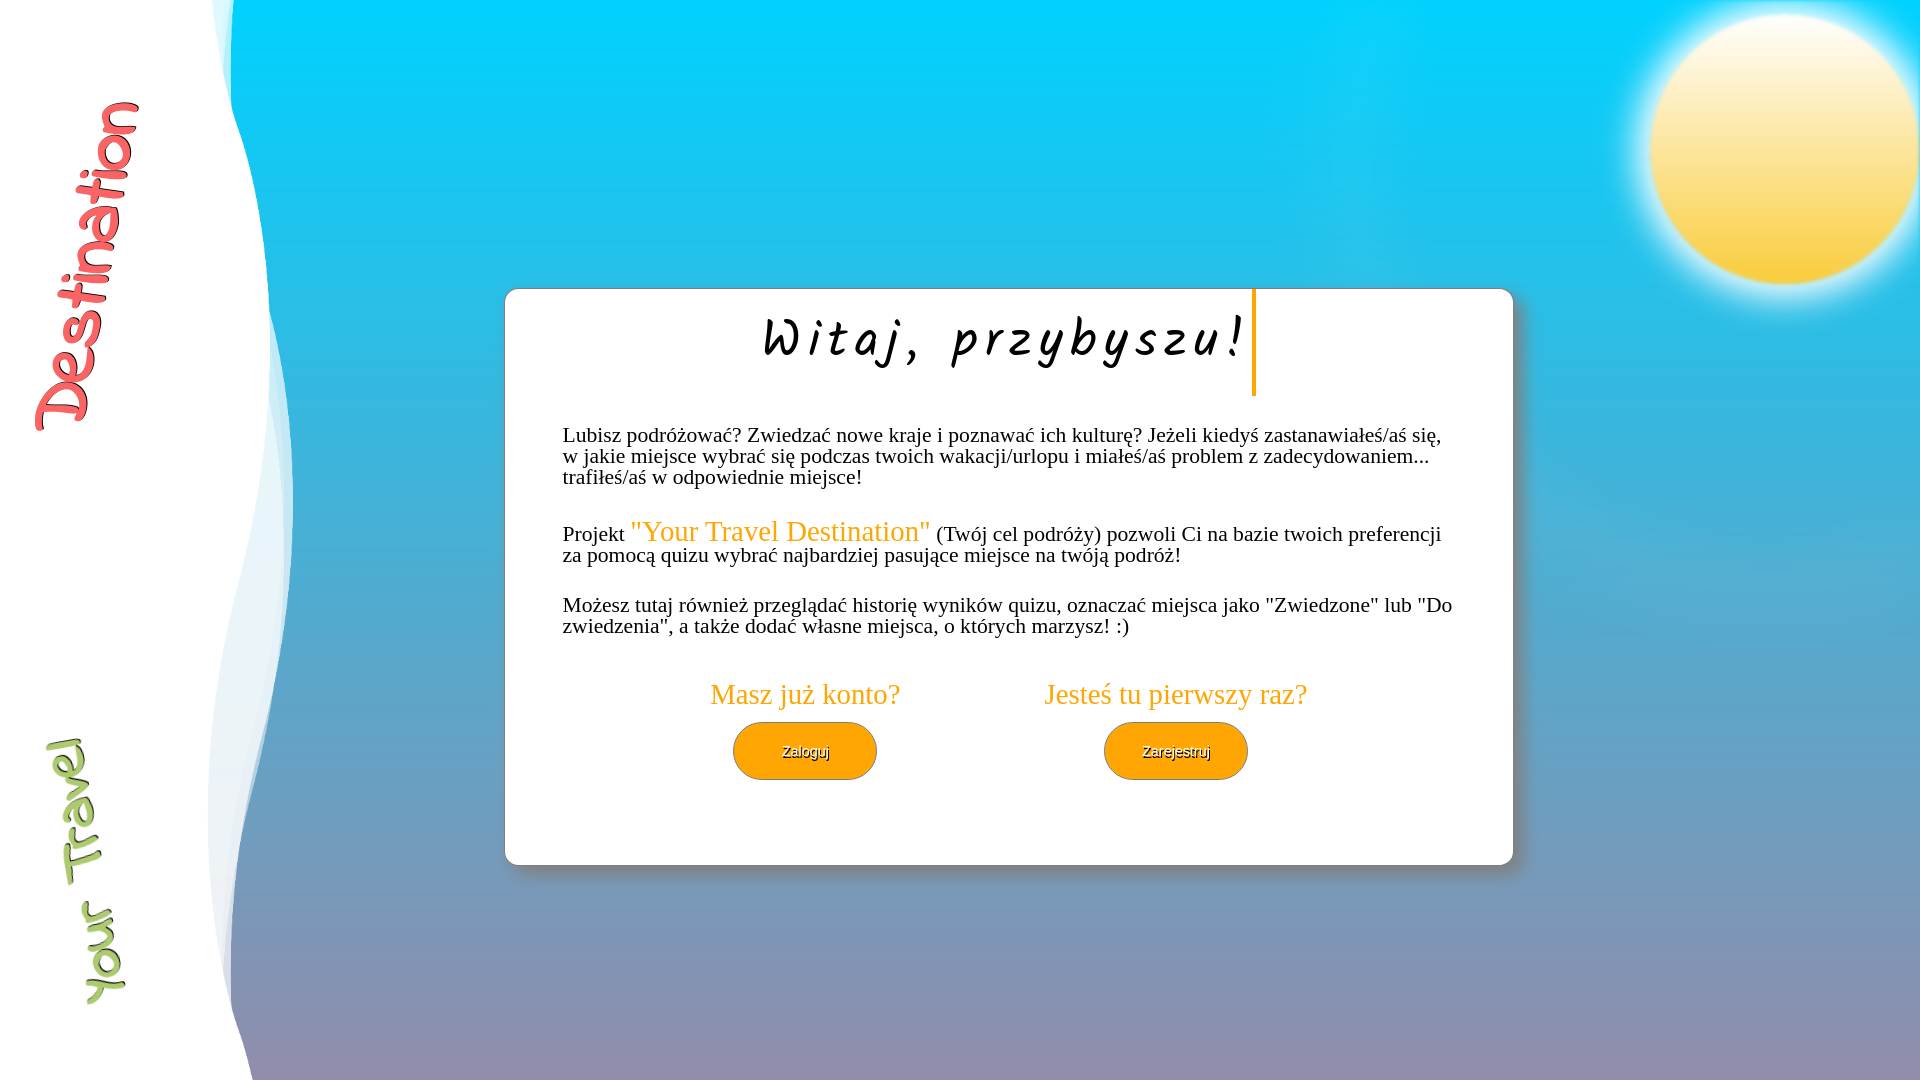 Your Travel
Destination
Witaj, przybyszu!
Lubisz podróżować? Zwiedzać nowe kraje i poznawać ich kulturę? Jeżeli kiedyś zastanawiałeś/aś się,
w jakie miejsce wybrać się podczas twoich wakacji/urlopu i miałeś/aś problem z zadecydowaniem...
trafiłeś/aś w odpowiednie miejsce!
Projekt "Your Travel Destination" (Twój cel podróży) pozwoli Ci na bazie twoich preferencji
za pomocą quizu wybrać najbardziej pasujące miejsce na twóją podróż!
Możesz tutaj również przeglądać historię wyników quizu, oznaczać miejsca jako "Zwiedzone" lub "Do
zwiedzenia", a także dodać własne miejsca, o których marzysz! :)
Masz już konto?
Zaloguj
Jesteś tu pierwszy raz?
Zarejestruj